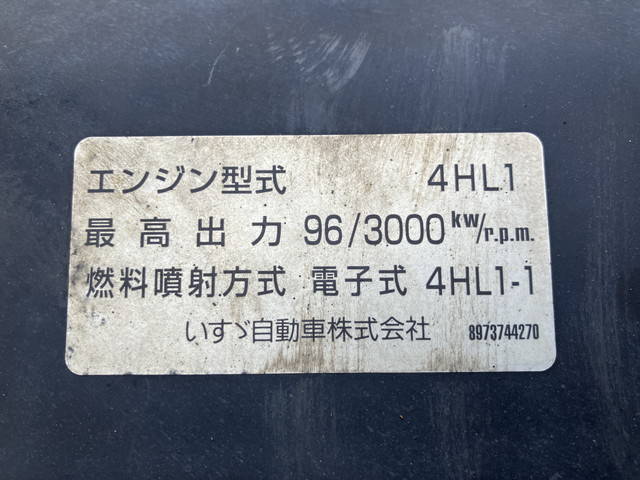 エンジン型式 4HL1
最高出力 96/3000 kw/r.p.m.
燃料噴射方式 電子式 4HL1-1
いすゞ自動車株式会社 8973744270